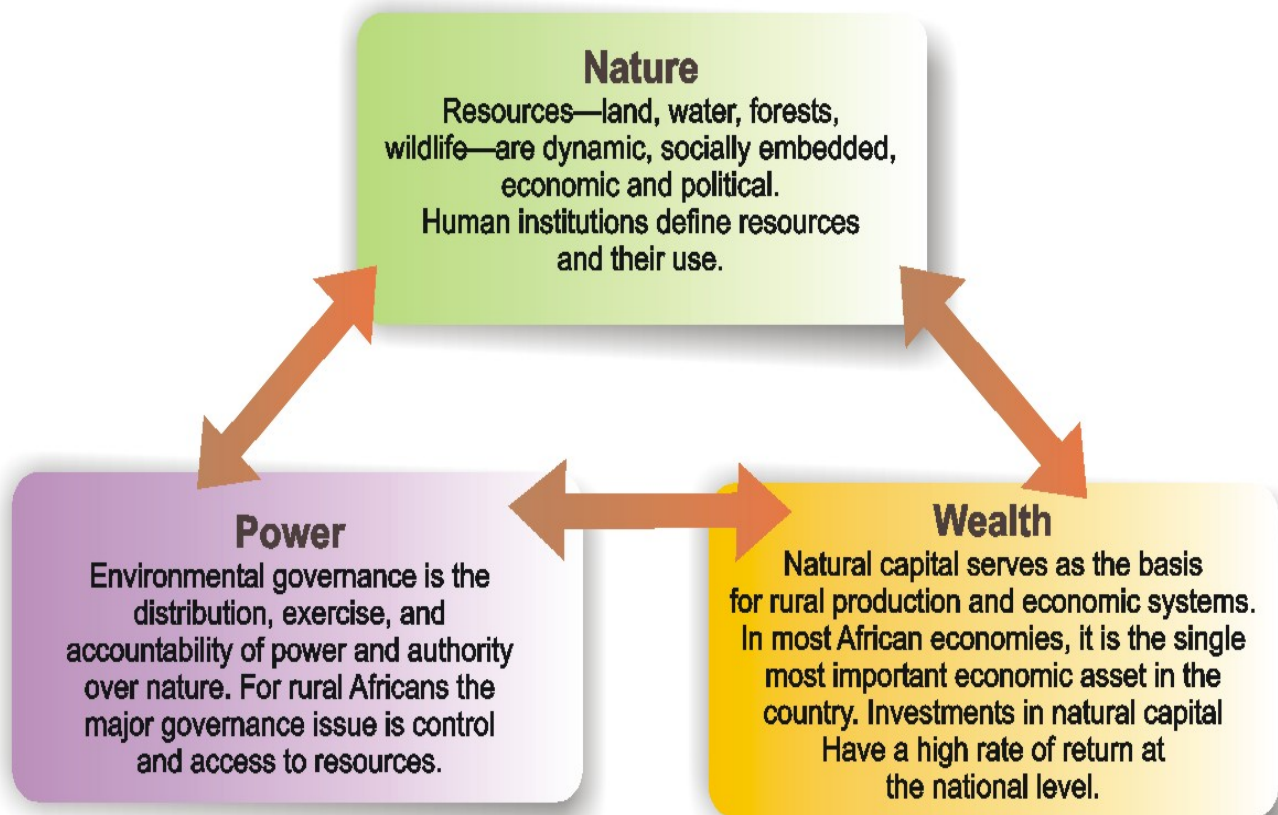 Nature
Resources—land, water, forests,
wildlife—are dynamic, socially embedded,
economic and political.
Human institutions define resources
and their use.
Power
Environmental governance is the
distribution, exercise, and
accountability of power and authority
over nature. For rural Africans the
major governance issue is control
and access to resources.
Wealth
Natural capital serves as the basis
for rural production and economic systems.
In most African economies, it is the single
most important economic asset in the
country. Investments in natural capital
Have a high rate of return at
the national level.